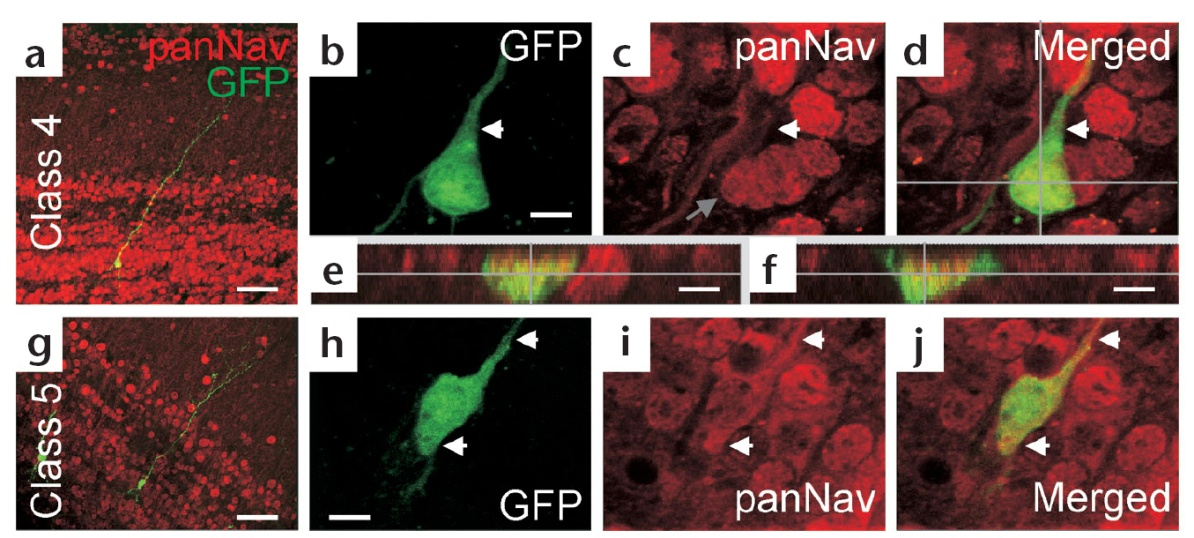 a
panNav
GFP
Class 4
b
GFP
c
panNav
d
Merged
e
f
g
Class 5
h
GFP
i
panNav
j
Merged